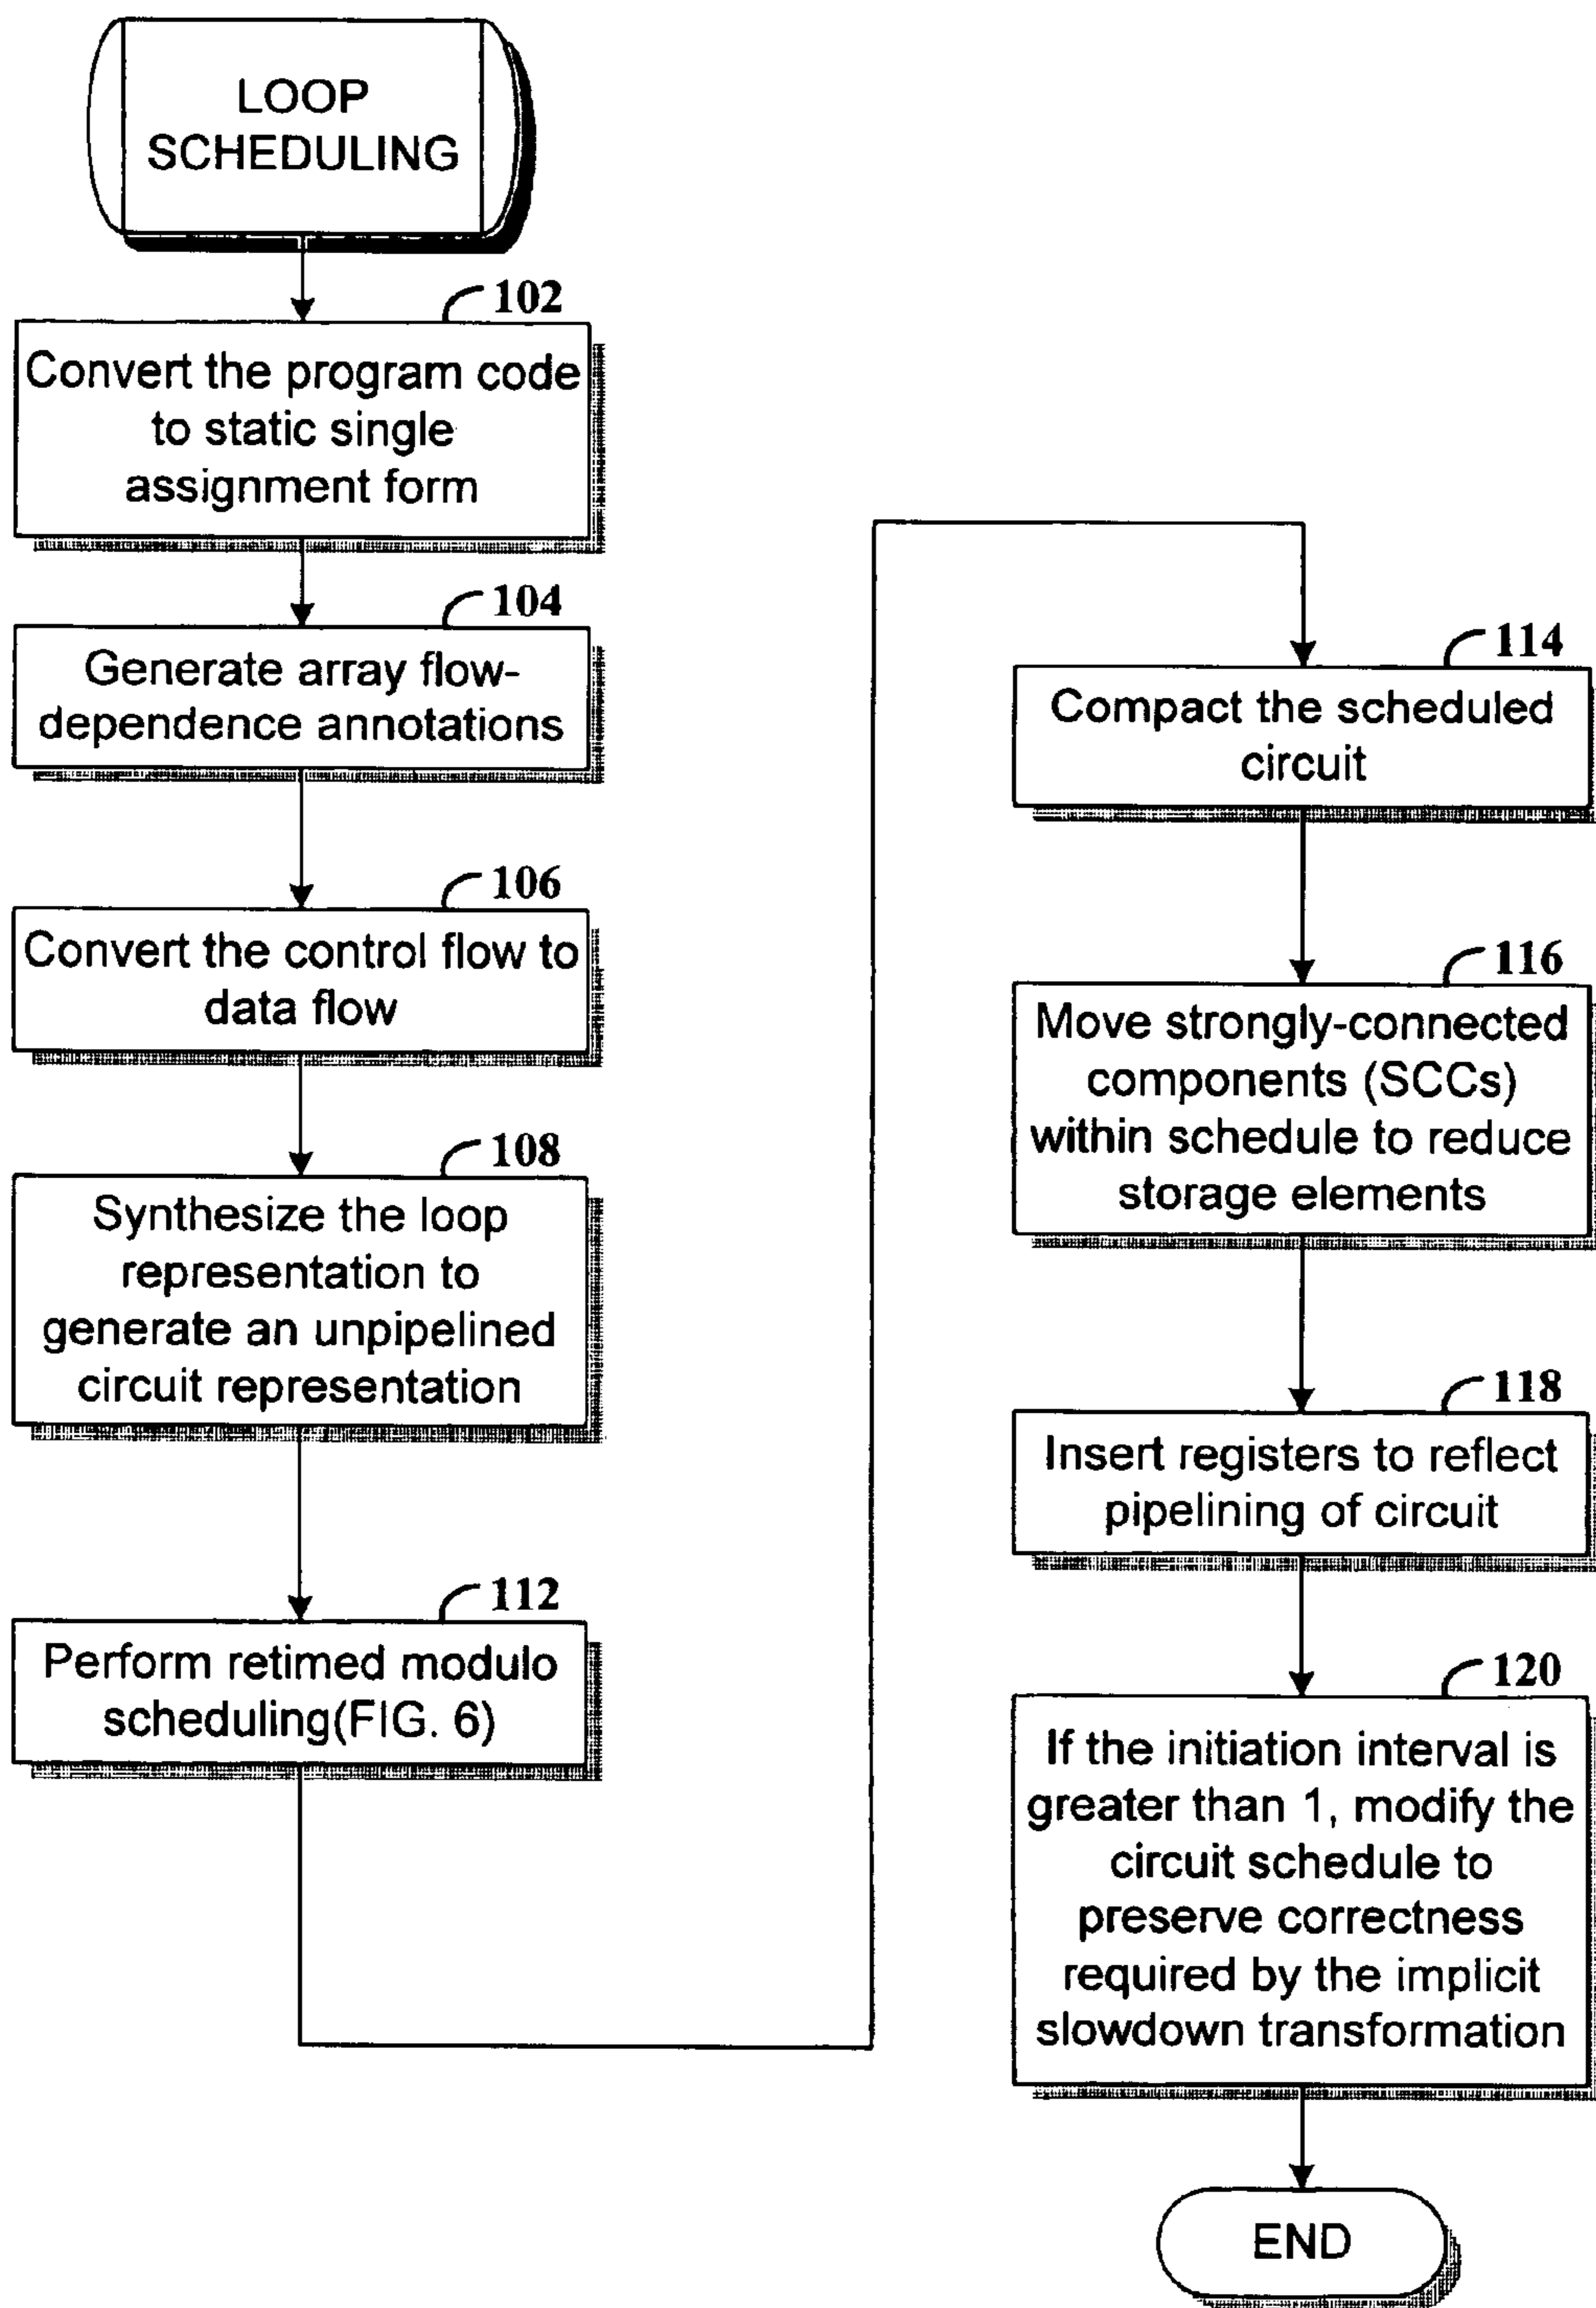 LOOP
SCHEDULING
102
Convert the program code
to static single
assignment form
104
Generate array flow-
dependence annotations
106
Convert the control flow to
data flow
108
Synthesize the loop
representation to
generate an unpipelined
circuit representation
112
Perform retimed modulo
scheduling(FIG. 6)
114
Compact the scheduled
circuit
116
Move strongly-connected
components (SCCs)
within schedule to reduce
storage elements
118
Insert registers to reflect
pipelining of circuit
120
If the initiation interval is
greater than 1, modify the
circuit schedule to
preserve correctness
required by the implicit
slowdown transformation
END